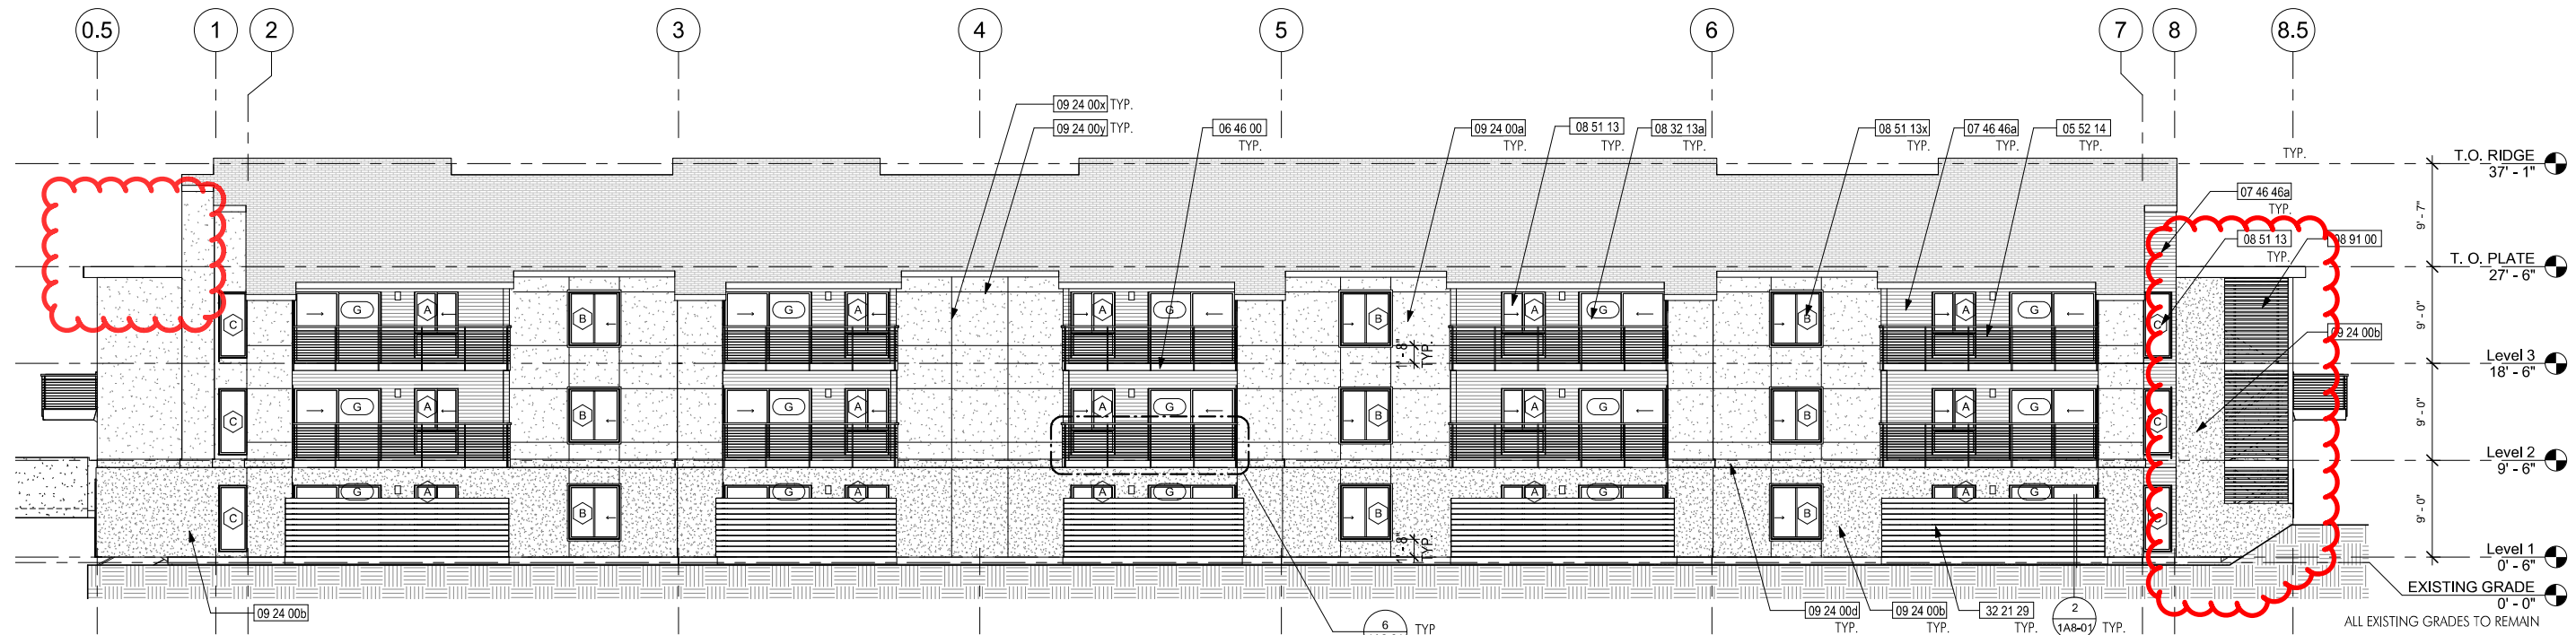 0.5
1
2
3
4
5
6
7
8
8.5
09 24 00x TYP.
09 24 00y TYP.
06 46 00
TYP.
09 24 00a
TYP.
08 51 13
TYP.
08 32 13a
TYP.
08 51 13x
TYP.
07 46 46a
TYP.
05 52 14
TYP.
TYP.
T.O. RIDGE
37' - 1"
07 46 46a
TYP.
9' - 7"
08 51 13
TYP.
08 91 00
T. O. PLATE
27' - 6"
C
G
A
B
G
A
A
G
B
A
G
B
A
G
C
9' - 0"
09 24 00b
1' - 8"
TYP.
Level 3
18' - 6"
C
G
A
B
G
A
A
G
B
A
G
B
A
G
C
9' - 0"
Level 2
9' - 6"
C
G
A
B
G
A
A
G
B
A
G
B
A
G
C
9' - 0"
1' - 8"
TYP.
Level 1
0' - 6"
EXISTING GRADE
0' - 0"
ALL EXISTING GRADES TO REMAIN
09 24 00b
6
TYP
09 24 00d
TYP.
09 24 00b
TYP.
32 21 29
TYP.
2
1A8-01 TYP.